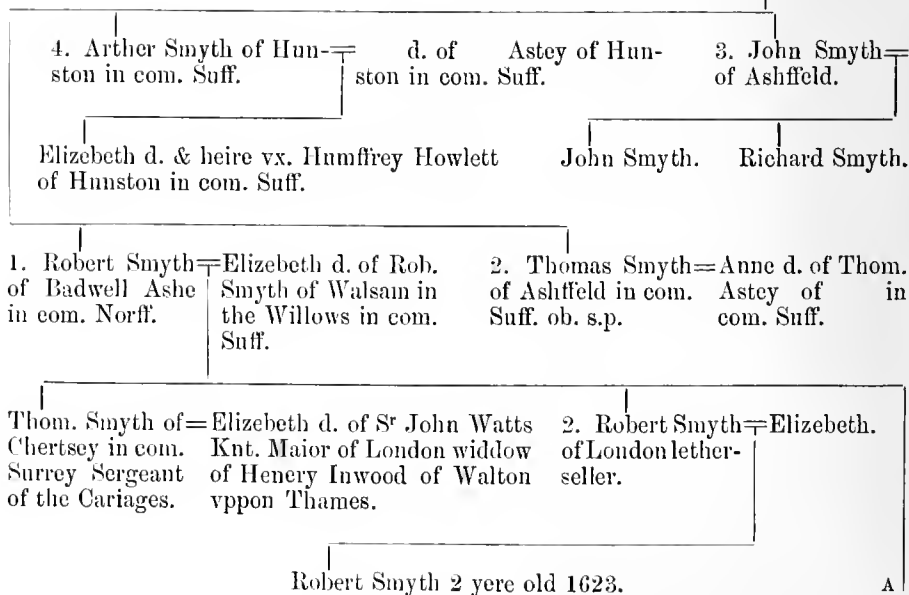 4. Arther Smyth of Hun-
ston in com. Suff.
d. of Astey of Hun-
ston in com. Suff.
3. John Smyth
of Ashffeld.
Elizebeth d. & heire vx. Humffrey Howlett
of Hunston in com. Suff.
John Smyth.
Richard Smyth.
1. Robert Smyth
of Badwell Ashe
in com. Norff.
Elizebeth d. of Rob.
Smyth of Walsam in
the Willows in com.
Suff.
2. Thomas Smyth
of Ashffeld in com.
Suff. ob. s.p.
Anne d. of Thom.
Astey of in
com. Suff.
Thom. Smyth of
Chertsey in com.
Surrey Sergeant
of the Cariages.
Elizebeth d. of Sʳ John Watts
Knt. Maior of London widdow
of Henery Inwood of Walton
vppon Thames.
2. Robert Smyth
of London lether-
seller.
Elizebeth.
Robert Smyth 2 yere old 1623.
A